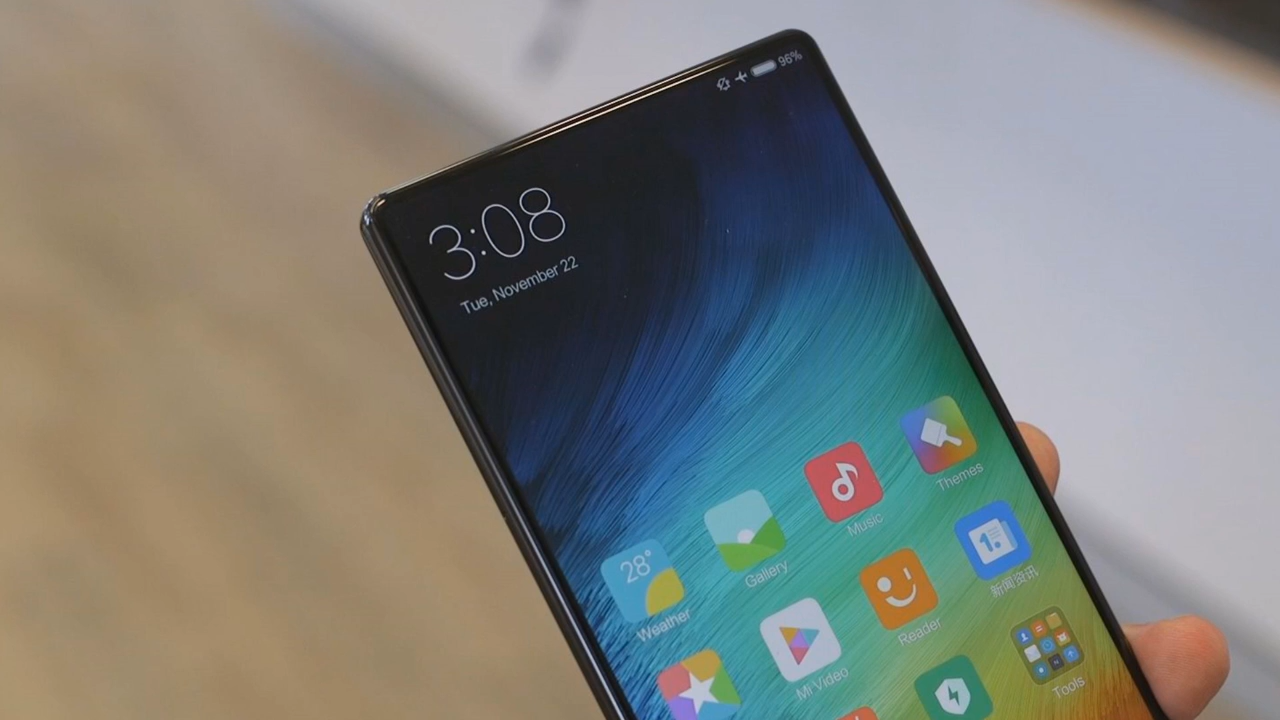 96%
3:08
Tue, November 22
28°
Weather
Gallery
Music
Themes
Mi Video
Reader
1.
新闻资讯
Tools